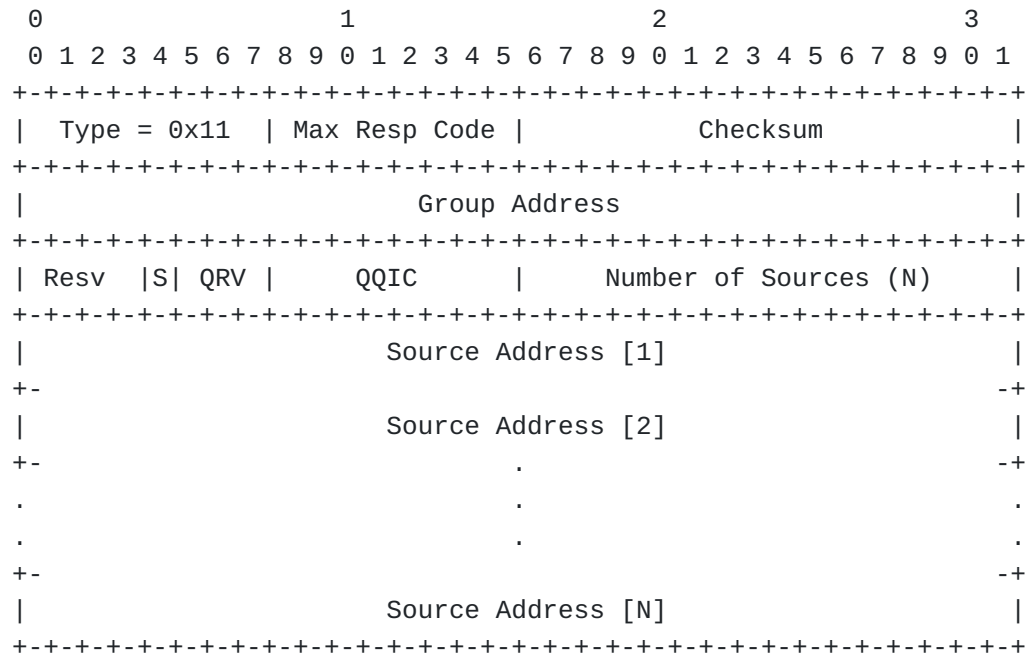 0                   1                   2                   3
 0 1 2 3 4 5 6 7 8 9 0 1 2 3 4 5 6 7 8 9 0 1 2 3 4 5 6 7 8 9 0 1
+-+-+-+-+-+-+-+-+-+-+-+-+-+-+-+-+-+-+-+-+-+-+-+-+-+-+-+-+-+-+-+-+
|  Type = 0x11  | Max Resp Code |           Checksum            |
+-+-+-+-+-+-+-+-+-+-+-+-+-+-+-+-+-+-+-+-+-+-+-+-+-+-+-+-+-+-+-+-+
|                         Group Address                         |
+-+-+-+-+-+-+-+-+-+-+-+-+-+-+-+-+-+-+-+-+-+-+-+-+-+-+-+-+-+-+-+-+
| Resv  |S| QRV |     QQIC      |     Number of Sources (N)     |
+-+-+-+-+-+-+-+-+-+-+-+-+-+-+-+-+-+-+-+-+-+-+-+-+-+-+-+-+-+-+-+-+
|                       Source Address [1]                      |
+-                                                             -+
|                       Source Address [2]                      |
+-                              .                              -+
.                               .                               .
.                               .                               .
+-                                                             -+
|                       Source Address [N]                      |
+-+-+-+-+-+-+-+-+-+-+-+-+-+-+-+-+-+-+-+-+-+-+-+-+-+-+-+-+-+-+-+-+